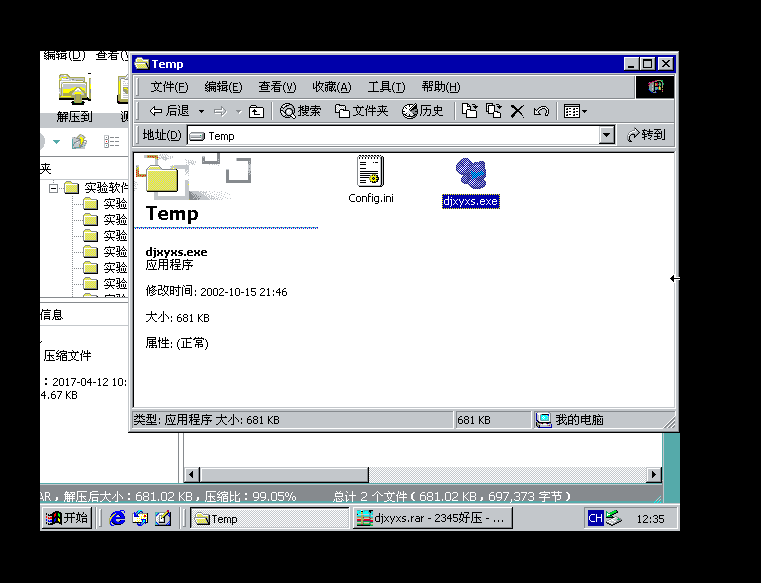 编辑(D) 查看(V
Temp
文件(F) 编辑(E) 查看(V) 收藏(A) 工具(T) 帮助(H)
解压到
后退 搜索 文件夹 历史
地址(D) Temp 转到
夹
实验软件
实验
实验
实验
实验
实验
实验
Temp
Config.ini
djxyxs.exe
djxyxs.exe
应用程序
修改时间: 2002-10-15 21:46
大小: 681 KB
属性: (正常)
信息
压缩文件
: 2017-04-12 10:
4.67 KB
类型: 应用程序 大小: 681 KB
681 KB
我的电脑
AR，解压后大小：681.02 KB，压缩比：99.05%
总计 2 个文件（681.02 KB，697,373 字节）
开始
Temp
djxyxs.rar - 2345好压 - ...
CH
12:35